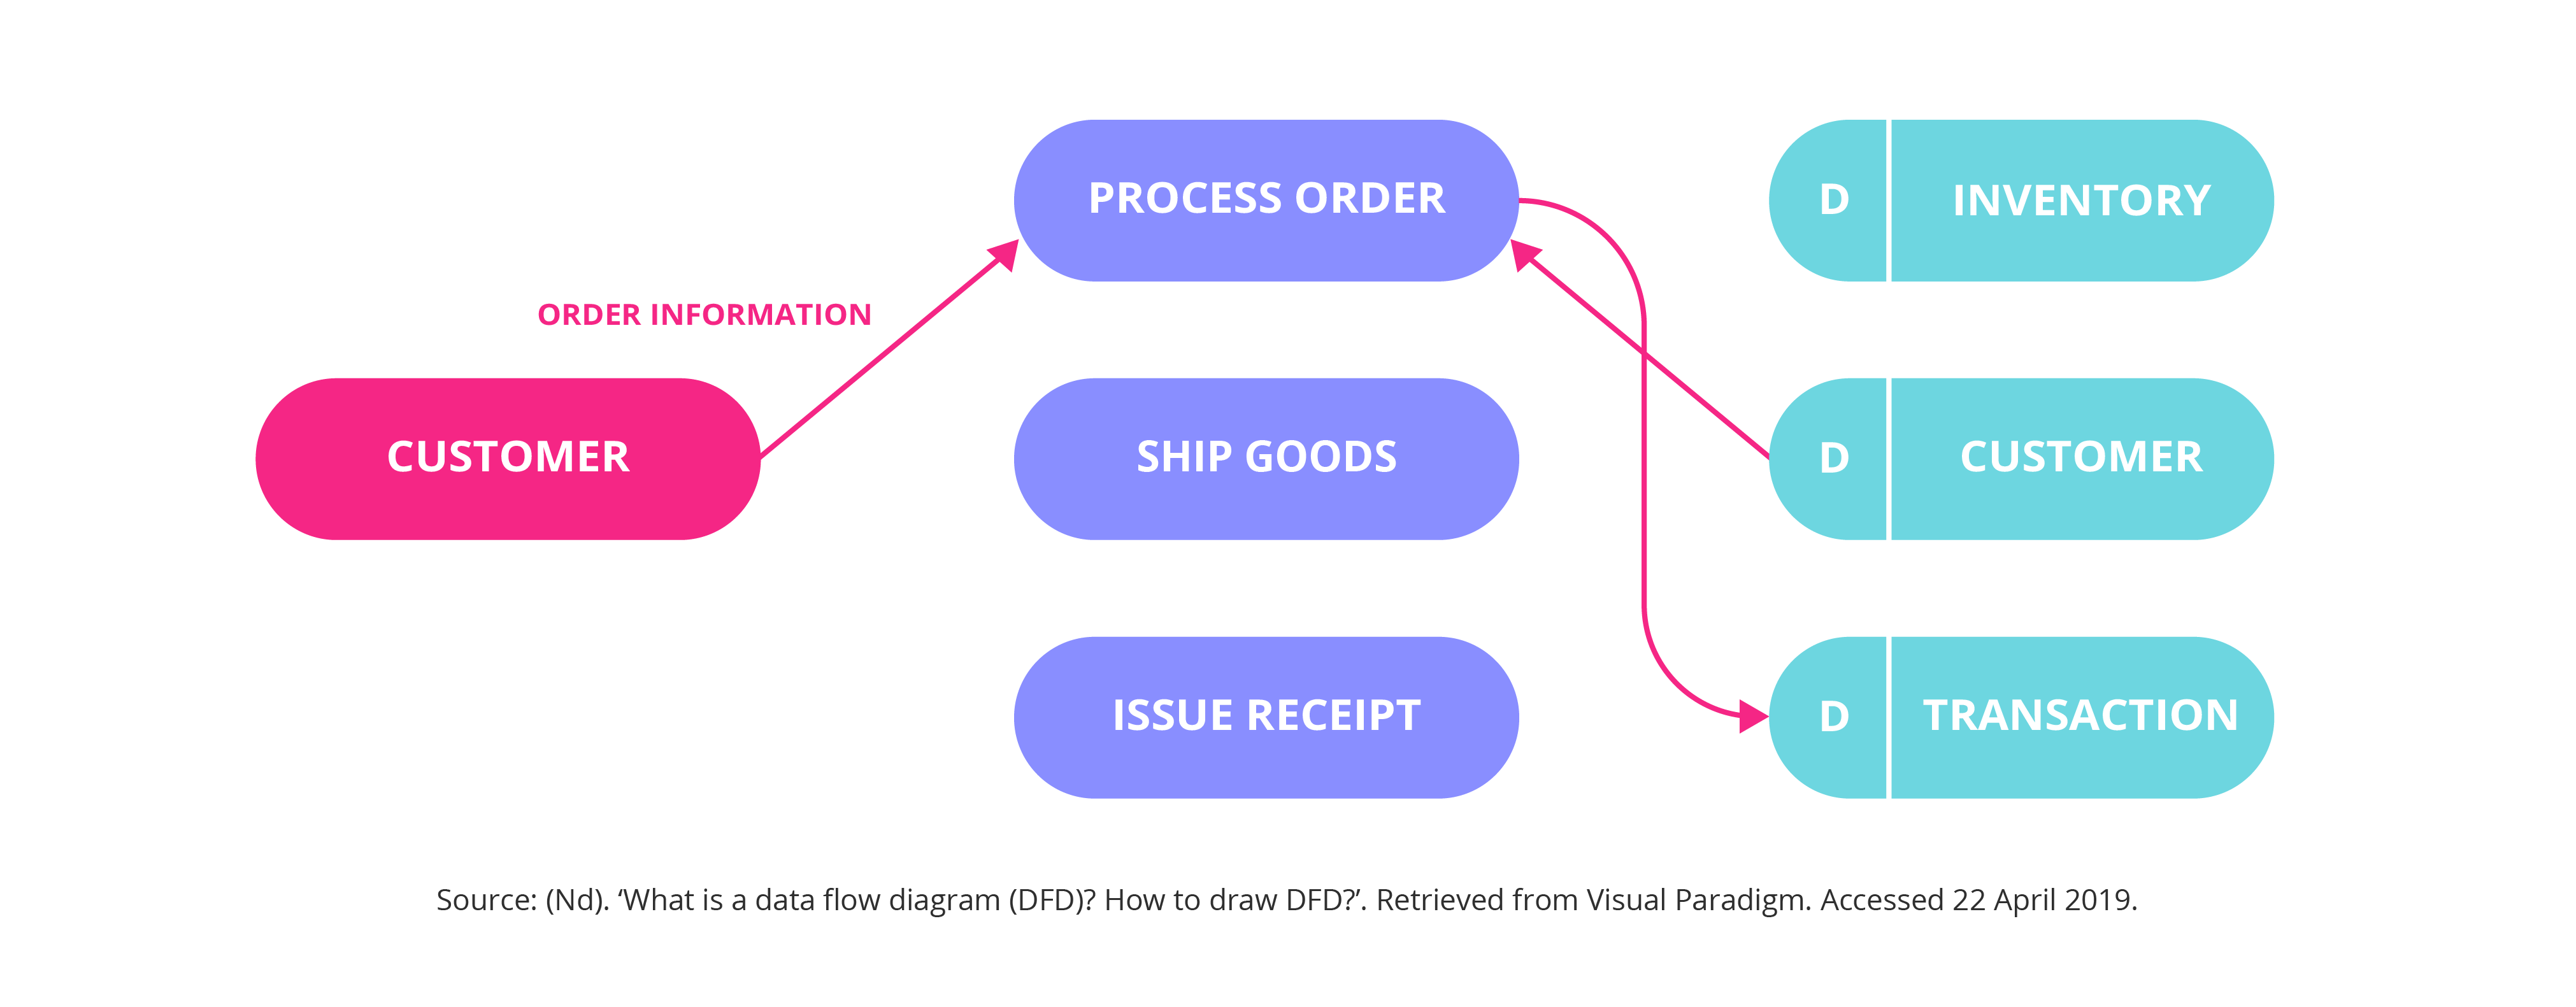 PROCESS ORDER
D INVENTORY
ORDER INFORMATION
CUSTOMER
SHIP GOODS
D CUSTOMER
ISSUE RECEIPT
D TRANSACTION
Source: (Nd). ‘What is a data flow diagram (DFD)? How to draw DFD?’. Retrieved from Visual Paradigm. Accessed 22 April 2019.